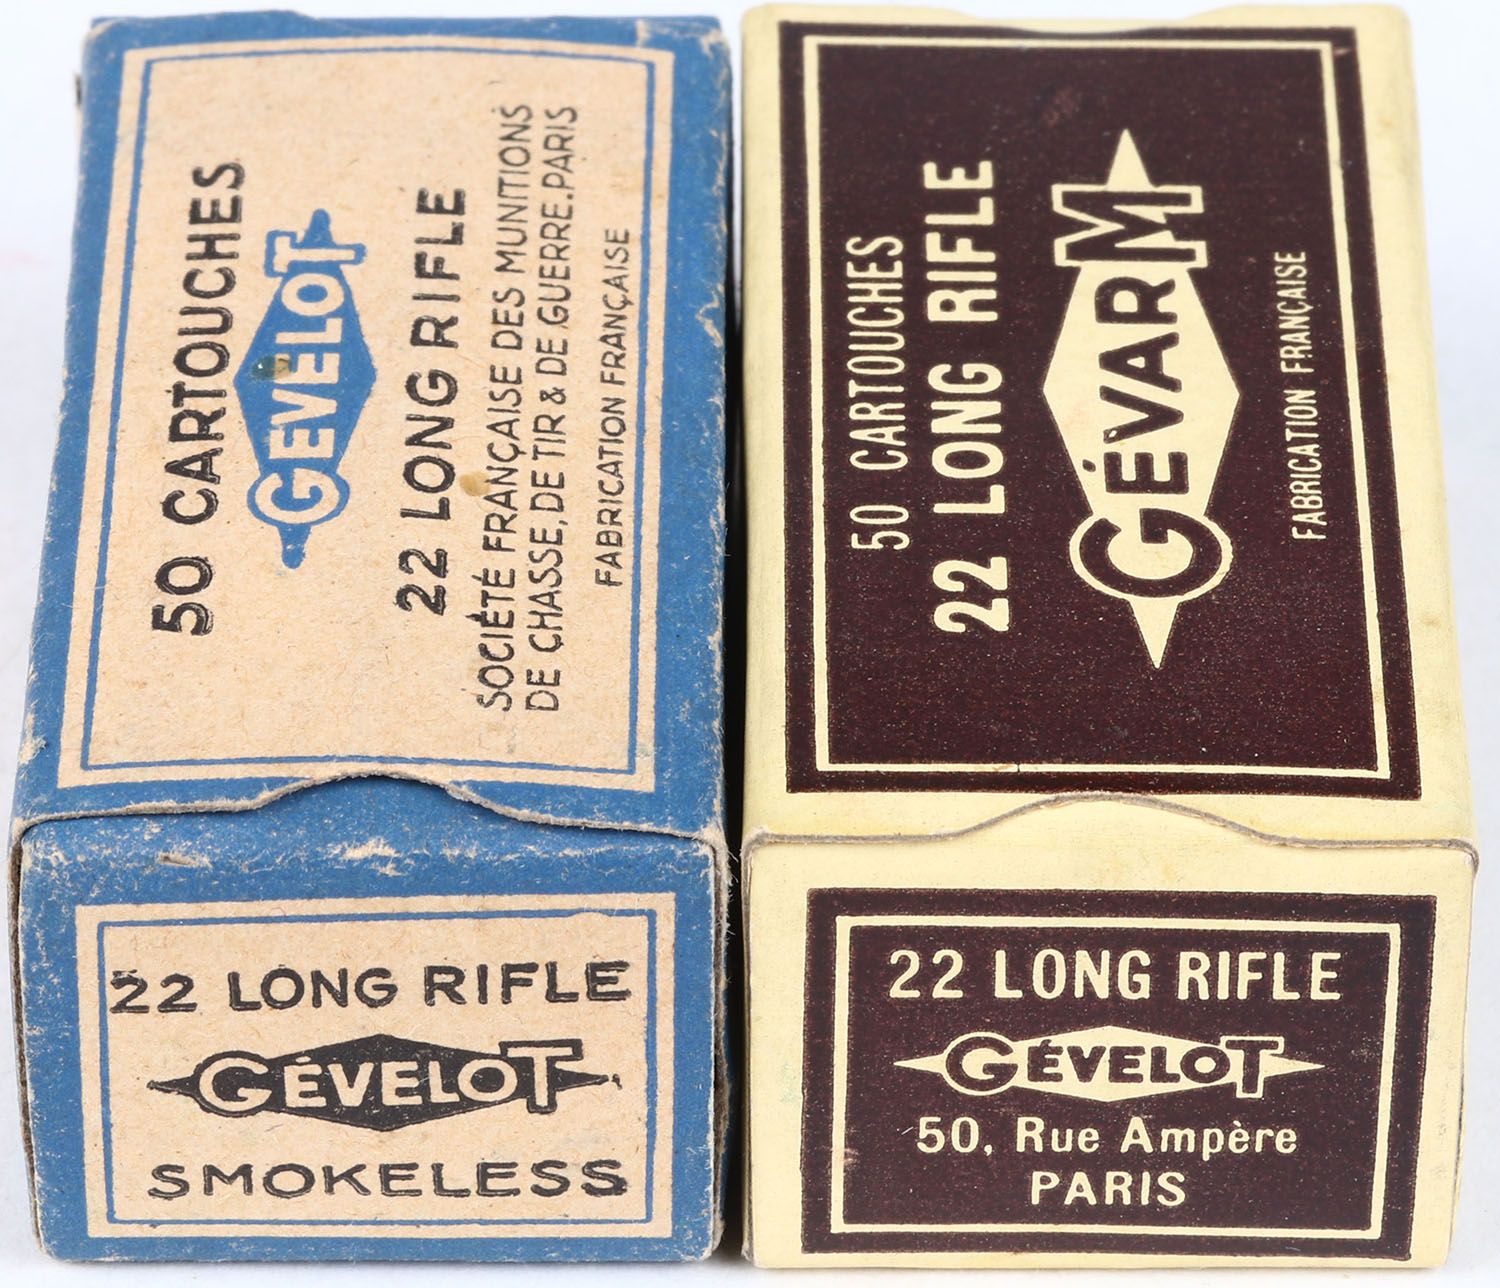 50 CARTOUCHES
GEVELOT
22 LONG RIFLE
SOCIÉTÉ FRANÇAISE DES MUNITIONS
DE CHASSE, DE TIR & DE GUERRE. PARIS
FABRICATION FRANÇAISE
22 LONG RIFLE
GÉVELOT
SMOKELESS
50 CARTOUCHES
22 LONG RIFLE
GÉVARM
FABRICATION FRANÇAISE
22 LONG RIFLE
GÉVELOT
50, Rue Ampère
PARIS